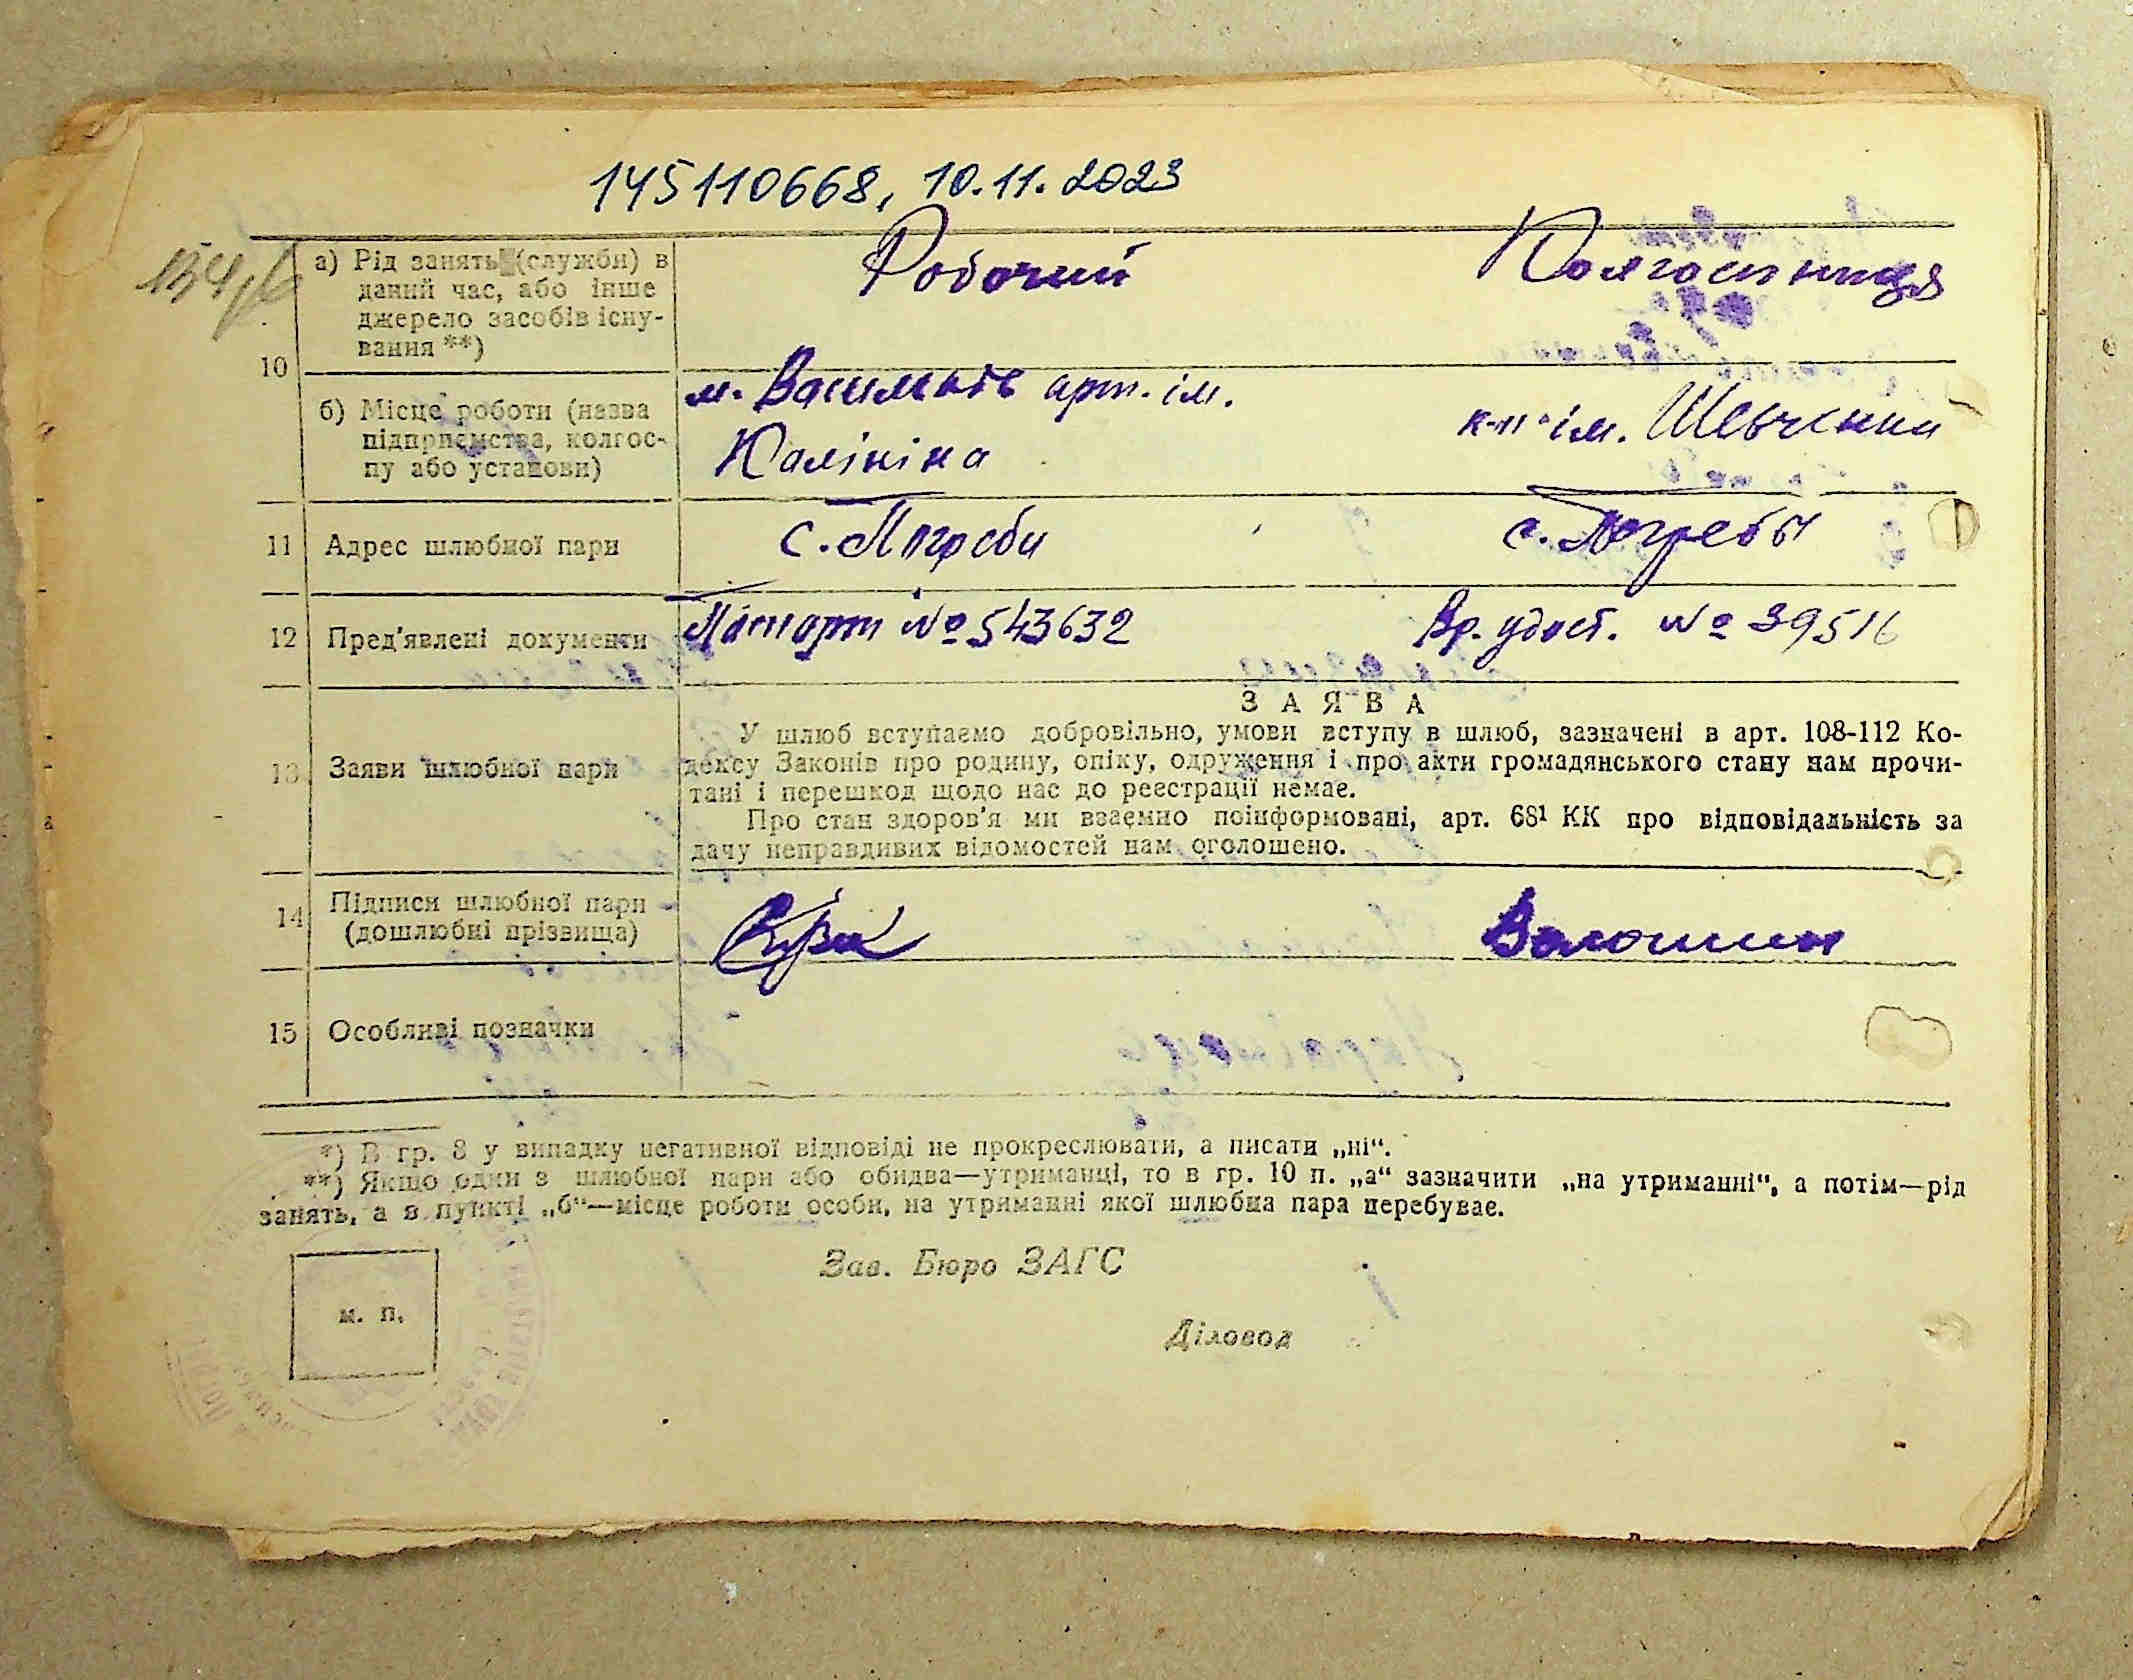 145110668, 10.11.2023
а) Рід занять (служби) в
даний час, або інше
джерело засобів існу-
вання **)
Робочий
Колгоспниця
10
б) Місце роботи (назва
підприємства, колгос-
пу або установи)
м. Васильків арт. ім.
Калініна
к-п ім. Шевченка
11
Адрес шлюбної пари
с. Погреби
с. Погребы
12
Пред'явлені документи
Паспорт № 543632
Вр. удост. № 39516
13
Заяви шлюбної пари
ЗАЯВА
У шлюб вступаємо добровільно, умови вступу в шлюб, зазначені в арт. 108-112 Ко-
дексу Законів про родину, опіку, одруження і про акти громадянського стану нам прочи-
тані і перешкод щодо нас до реєстрації немає.
Про стан здоров'я ми взаємно поінформовані, арт. 68¹ КК про відповідальність за
дачу неправдивих відомостей нам оголошено.
14
Підписи шлюбної пари
(дошлюбні прізвища)
Волошин
15
Особливі позначки
*) В гр. 8 у випадку негативної відповіді не прокреслювати, а писати „ні“.
**) Якщо один з шлюбної пари або обидва—утриманці, то в гр. 10 п. „а“ зазначити „на утриманні“, а потім—рід
занять, а в пункті „б“—місце роботи особи, на утриманні якої шлюбна пара перебуває.
Зав. Бюро ЗАГС
м. п.
Діловод